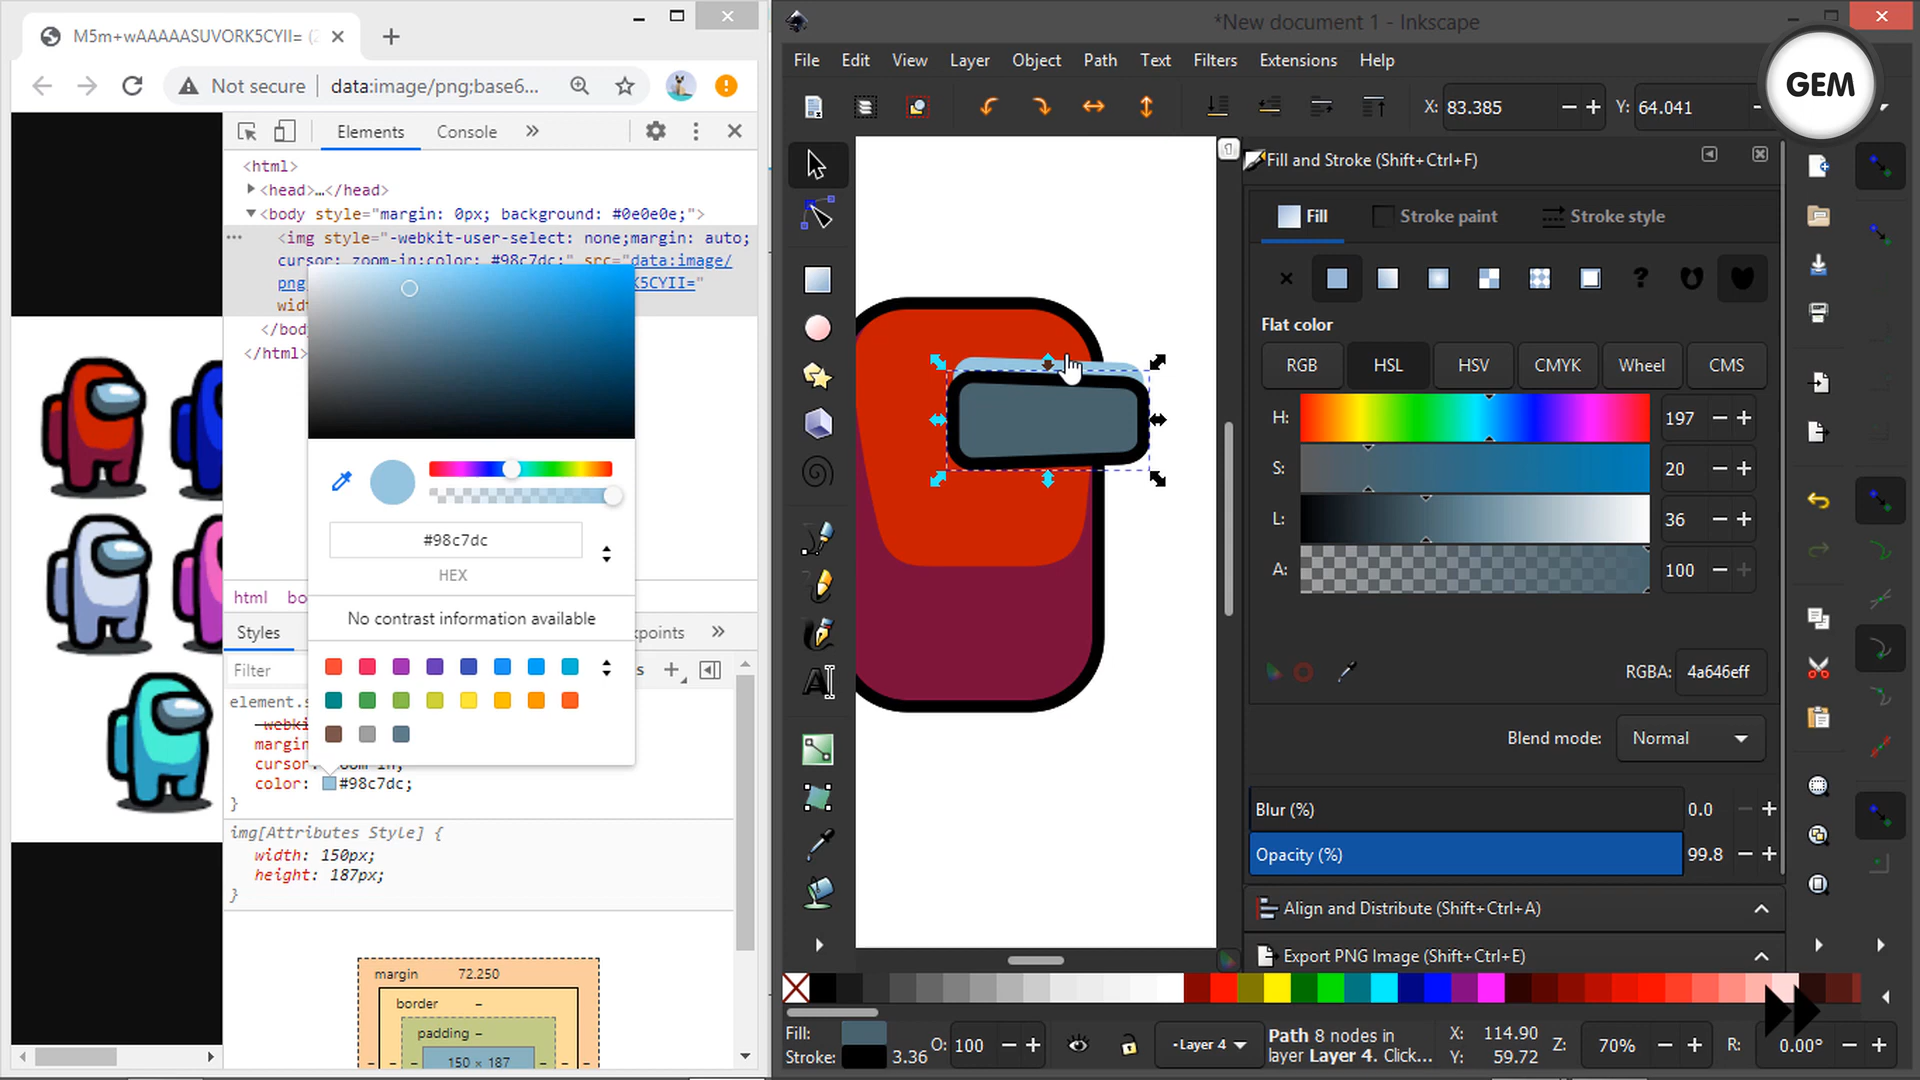 M5m+wAAAAASUVORK5CYII= (
Not secure
data:image/png;base6...
Elements
Console
<html>
<head>…</head>
<body style="margin: 0px; background: #0e0e0e;">
<img style="-webkit-user-select: none;margin: auto;
cursor: zoom-in;color: #98c7dc;" src="data:image/
png
K5CYII="
widt
</body
</html>
#98c7dc
HEX
No contrast information available
html
bo
Styles
kpoints
Filter
s
element.s
-webki
margin
cursor: zoom-in;
color: #98c7dc;
}
img[Attributes Style] {
width: 150px;
height: 187px;
}
margin 72.250
border –
padding –
150 × 187
*New document 1 - Inkscape
GEM
File Edit View Layer Object Path Text Filters Extensions Help
X: 83.385
Y: 64.041
Fill and Stroke (Shift+Ctrl+F)
Fill
Stroke paint
Stroke style
Flat color
RGB
HSL
HSV
CMYK
Wheel
CMS
H: 197
S: 20
L: 36
A: 100
RGBA: 4a646eff
Blend mode: Normal
Blur (%) 0.0
Opacity (%) 99.8
Align and Distribute (Shift+Ctrl+A)
Export PNG Image (Shift+Ctrl+E)
Fill:
Stroke: 3.36
O: 100
-Layer 4
Path 8 nodes in
layer Layer 4. Click...
X: 114.90
Y: 59.72
Z: 70%
R: 0.00°